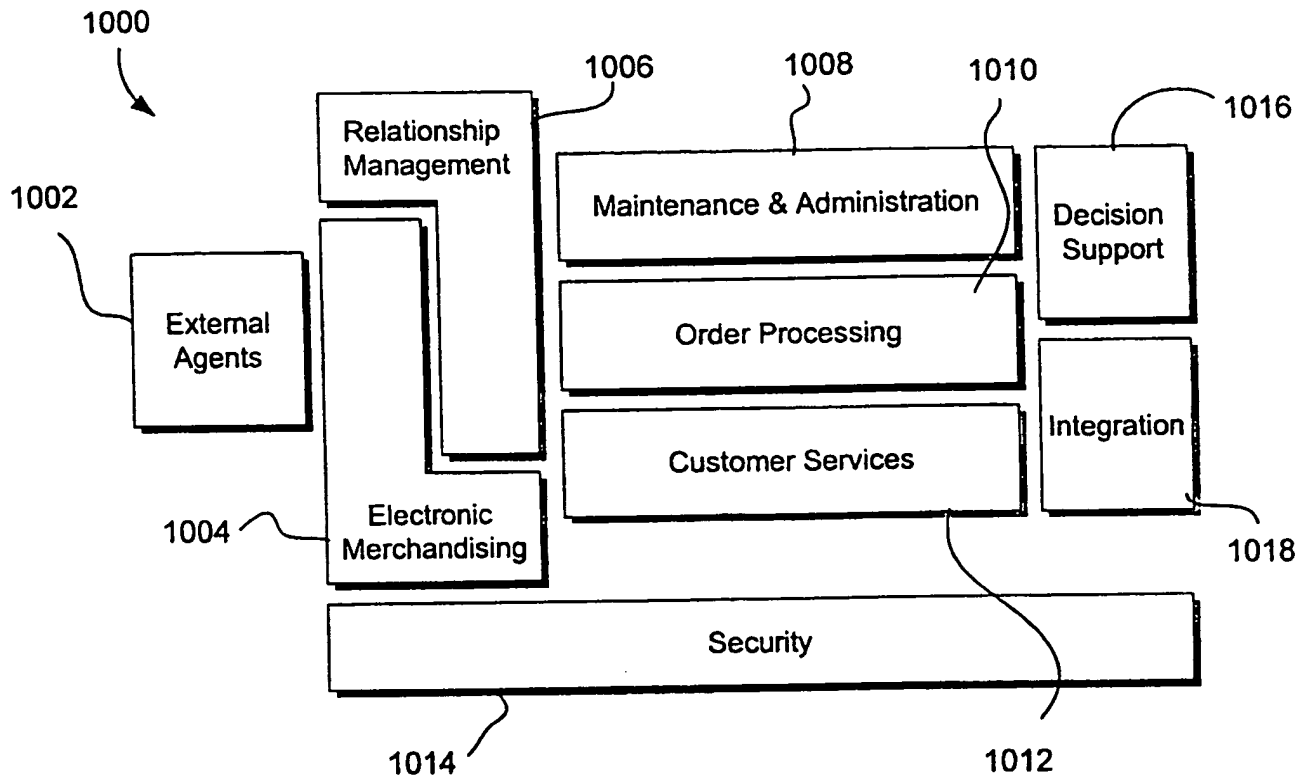 1000
1006
1008
1010
1016
Relationship
Management
1002
Maintenance & Administration
Decision
Support
External
Agents
Order Processing
Integration
Customer Services
1004
Electronic
Merchandising
1018
Security
1014
1012